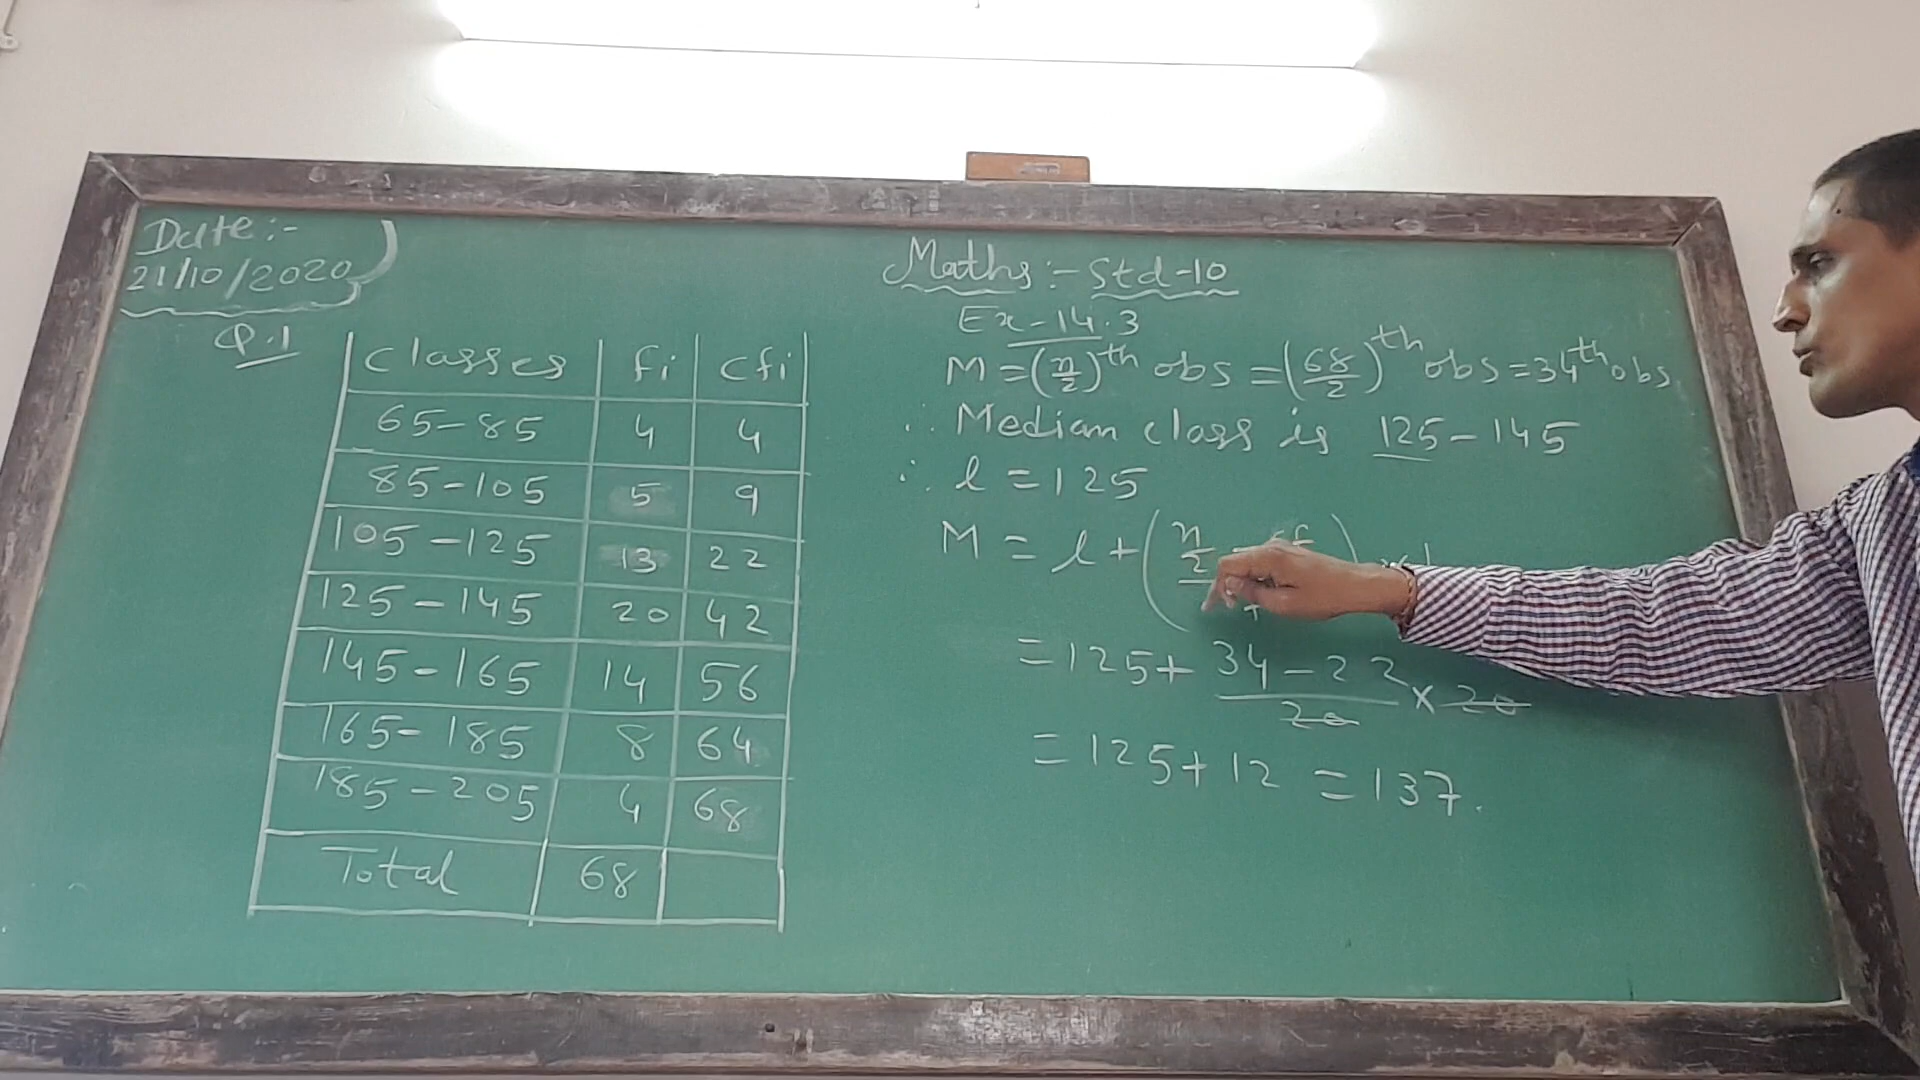 Date:-
21/10/2020
Maths:- Std-10
Ex-14.3
Q.1
Classes fi cfi
65-85 4 4
85-105 5 9
105-125 13 22
125-145 20 42
145-165 14 56
165-185 8 64
185-205 4 68
Total 68
M = (n/2)th obs = (68/2)th obs = 34th obs.
∴ Median class is 125-145
∴ l = 125
M = l + (n/2 -
= 125 + 34-22/20 × 20
= 125 + 12 = 137.